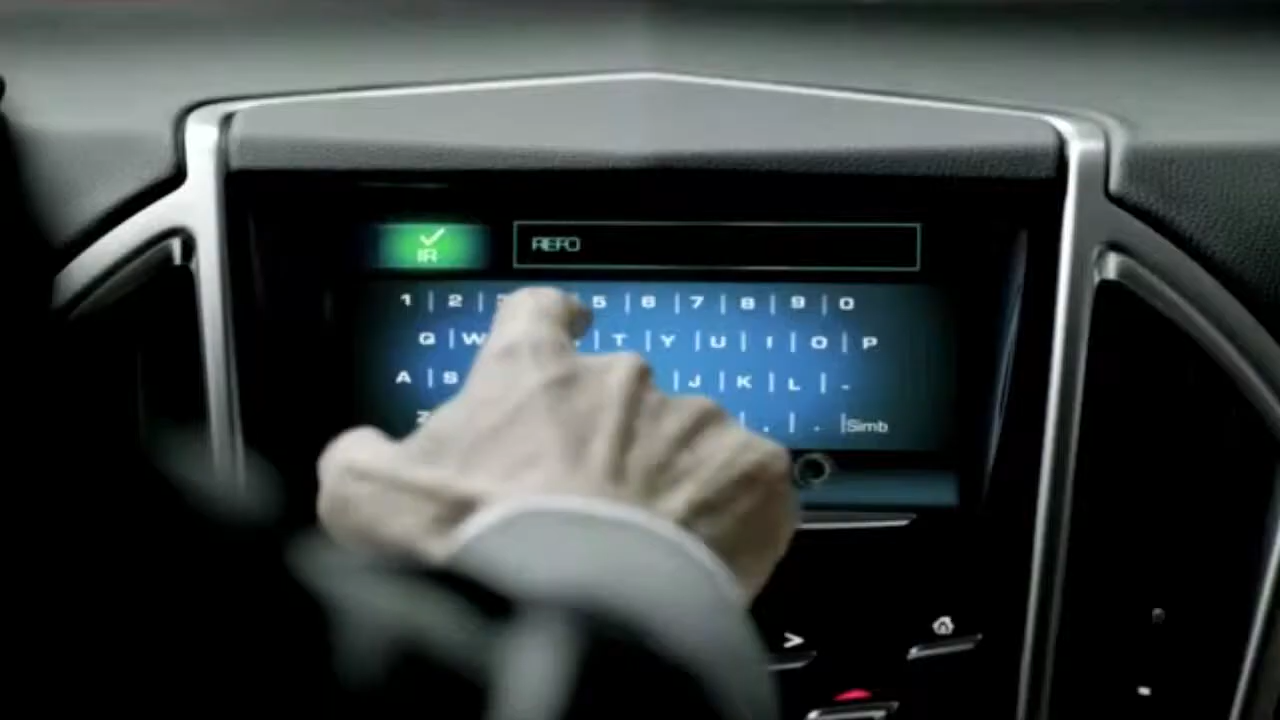 IR
REFO
1 | 2 | 5 | 6 | 7 | 8 | 9 | 0
Q | W | T | Y | U | I | O | P
A | S | J | K | L | -
Z , | . | Simb
>